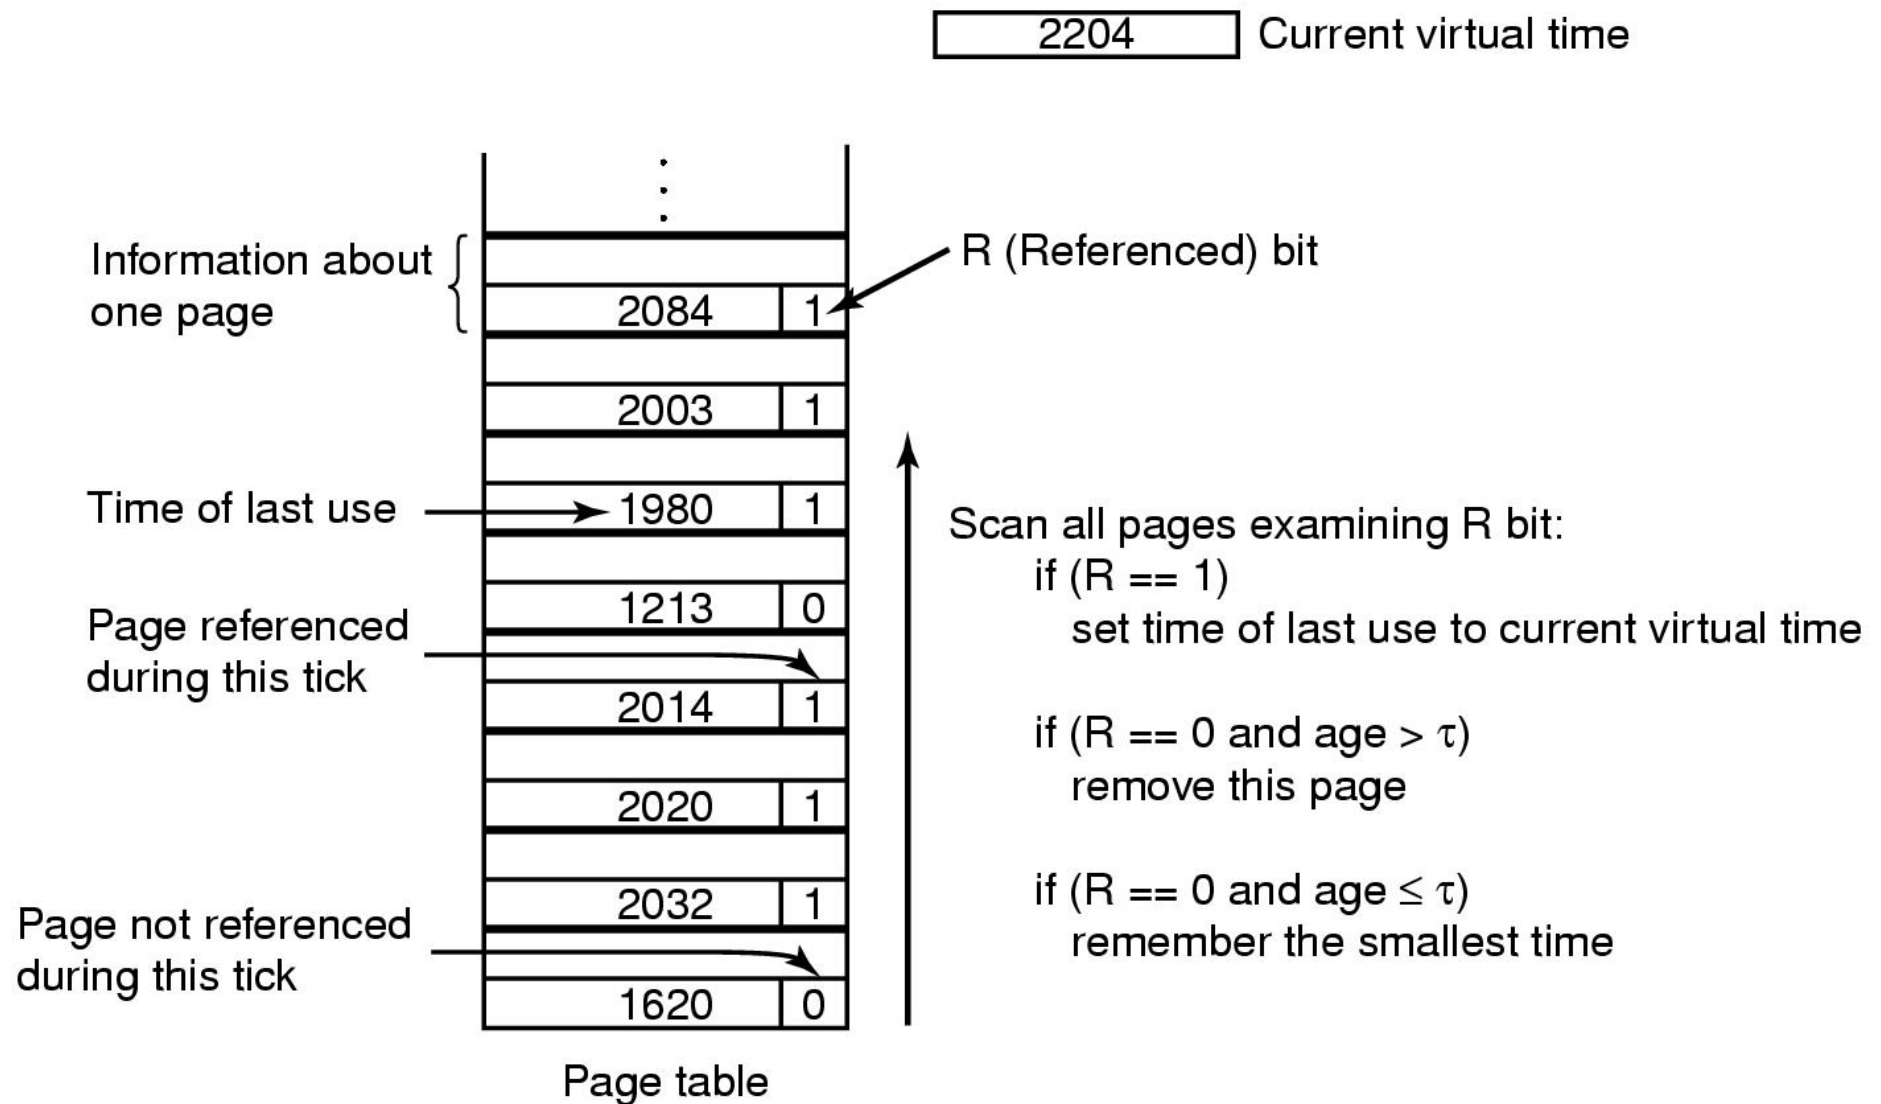 2204 Current virtual time
Information about
one page
R (Referenced) bit
2084 1
2003 1
Time of last use
1980 1
1213 0
Page referenced
during this tick
2014 1
2020 1
2032 1
Page not referenced
during this tick
1620 0
Page table
Scan all pages examining R bit:
if (R == 1)
set time of last use to current virtual time
if (R == 0 and age > τ)
remove this page
if (R == 0 and age ≤ τ)
remember the smallest time